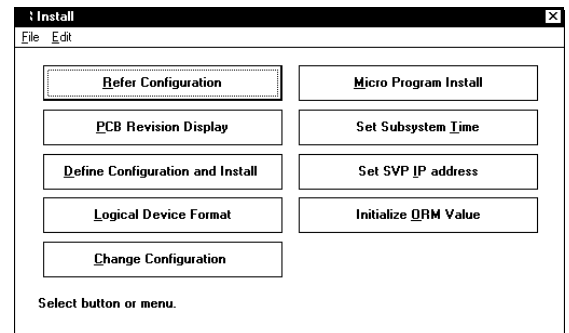 Install
File Edit
Refer Configuration
Micro Program Install
PCB Revision Display
Set Subsystem Time
Define Configuration and Install
Set SVP IP address
Logical Device Format
Initialize ORM Value
Change Configuration
Select button or menu.